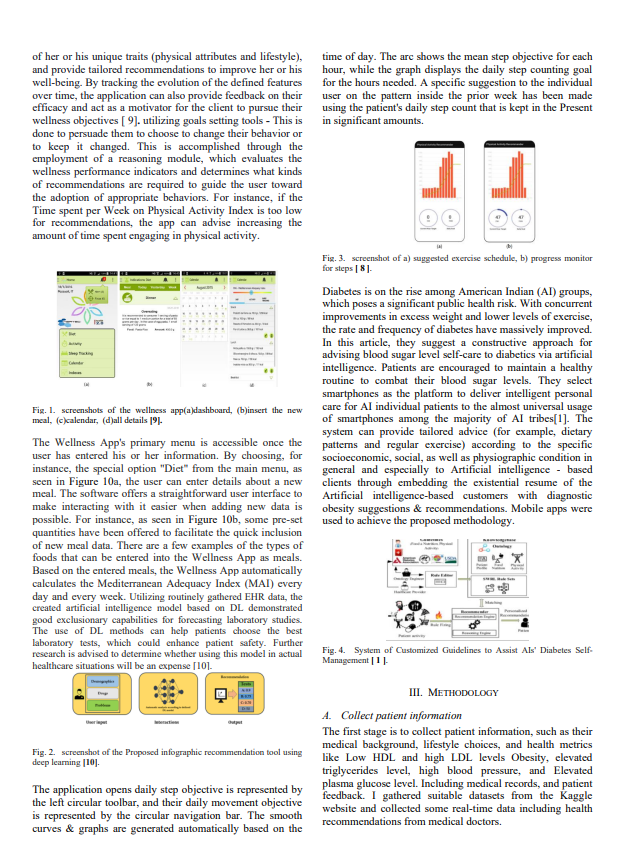 of her or his unique traits (physical attributes and lifestyle),
and provide tailored recommendations to improve her or his
well-being. By tracking the evolution of the defined features
over time, the application can also provide feedback on their
efficacy and act as a motivator for the client to pursue their
wellness objectives [ 9]. utilizing goals setting tools - This is
done to persuade them to choose to change their behavior or
to keep it changed. This is accomplished through the
employment of a reasoning module, which evaluates the
wellness performance indicators and determines what kinds
of recommendations are required to guide the user toward
the adoption of appropriate behaviors. For instance, if the
Time spent per Week on Physical Activity Index is too low
for recommendations, the app can advise increasing the
amount of time spent engaging in physical activity.
Diet
Activity
Sleep Tracking
Calendar
(a)
(b)
(c)
(d)
Fig. 1. screenshots of the wellness app(a)dashboard, (b)insert the new
meal, (c)calendar, (d)all details [9].
The Wellness App's primary menu is accessible once the
user has entered his or her information. By choosing, for
instance, the special option "Diet" from the main menu, as
seen in Figure 10a, the user can enter details about a new
meal. The software offers a straightforward user interface to
make interacting with it easier when adding new data is
possible. For instance, as seen in Figure 10b, some pre-set
quantities have been offered to facilitate the quick inclusion
of new meal data. There are a few examples of the types of
foods that can be entered into the Wellness App as meals.
Based on the entered meals, the Wellness App automatically
calculates the Mediterranean Adequacy Index (MAI) every
day and every week. Utilizing routinely gathered EHR data, the
created artificial intelligence model based on DL demonstrated
good exclusionary capabilities for forecasting laboratory studies.
The use of DL methods can help patients choose the best
laboratory tests, which could enhance patient safety. Further
research is advised to determine whether using this model in actual
healthcare situations will be an expense [10].
Demographics
Drugs
Problems
Recommendation
User input
Interactions
Output
Fig. 2. screenshot of the Proposed infographic recommendation tool using
deep learning [10].
The application opens daily step objective is represented by
the left circular toolbar, and their daily movement objective
is represented by the circular navigation bar. The smooth
curves & graphs are generated automatically based on the
time of day. The arc shows the mean step objective for each
hour, while the graph displays the daily step counting goal
for the hours needed. A specific suggestion to the individual
user on the pattern inside the prior week has been made
using the patient's daily step count that is kept in the Present
in significant amounts.
0
47
47
(a)
(b)
Fig. 3. screenshot of a) suggested exercise schedule, b) progress monitor
for steps [ 8 ].
Diabetes is on the rise among American Indian (AI) groups,
which poses a significant public health risk. With concurrent
improvements in excess weight and lower levels of exercise,
the rate and frequency of diabetes have massively improved.
In this article, they suggest a constructive approach for
advising blood sugar level self-care to diabetics via artificial
intelligence. Patients are encouraged to maintain a healthy
routine to combat their blood sugar levels. They select
smartphones as the platform to deliver intelligent personal
care for AI individual patients to the almost universal usage
of smartphones among the majority of AI tribes[1]. The
system can provide tailored advice (for example, dietary
patterns and regular exercise) according to the specific
socioeconomic, social, as well as physiographic condition in
general and especially to Artificial intelligence - based
clients through embedding the existing resume of the
Artificial intelligence-based customers with diagnostic
obesity suggestions & recommendations. Mobile apps were
used to achieve the proposed methodology.
Ontology
Rule Editor
SWRL Rule Sets
Recommender
Recommendation Engine
Reasoning Engine
Patient activity
Rule Firing
Patient
Fig. 4. System of Customized Guidelines to Assist AIs' Diabetes Self-
Management [ 1 ].
III. METHODOLOGY
A. Collect patient information
The first stage is to collect patient information, such as their
medical background, lifestyle choices, and health metrics
like Low HDL and high LDL levels Obesity, elevated
triglycerides level, high blood pressure, and Elevated
plasma glucose level. Including medical records, and patient
feedback. I gathered suitable datasets from the Kaggle
website and collected some real-time data including health
recommendations from medical doctors.